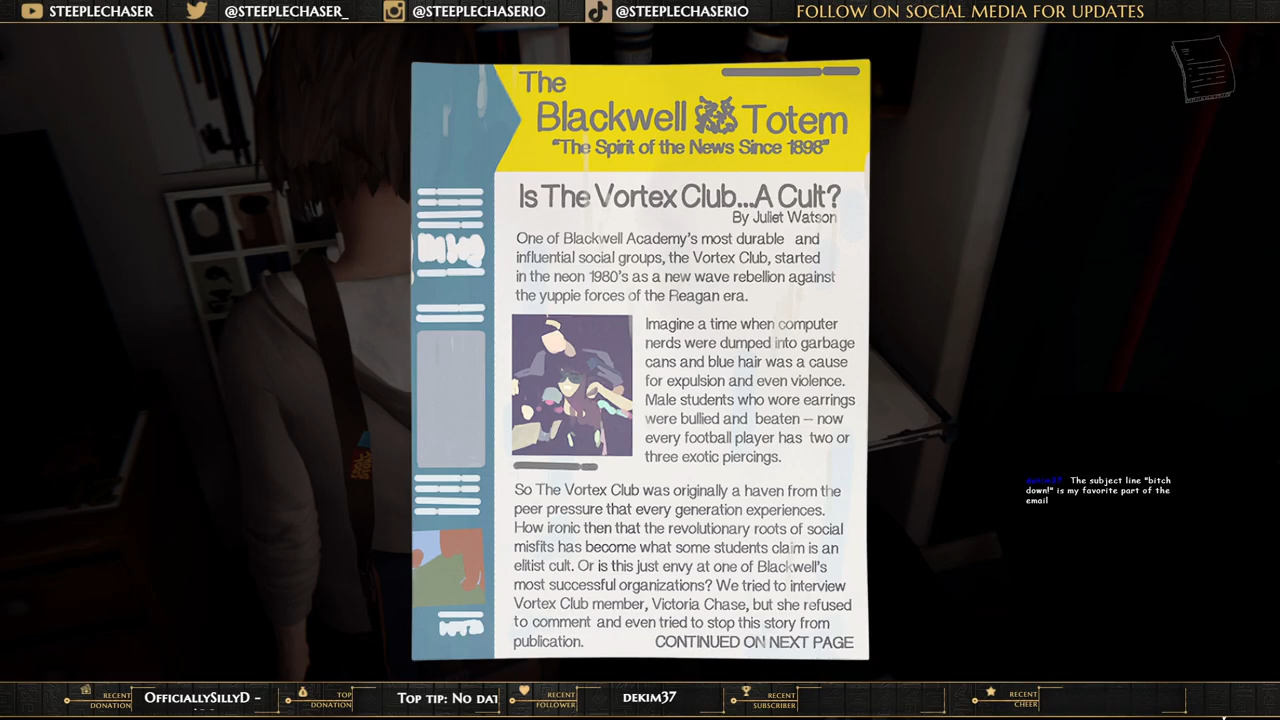 STEEPLECHASER @STEEPLECHASER_ @STEEPLECHASERIO @STEEPLECHASERIO FOLLOW ON SOCIAL MEDIA FOR UPDATES
The
Blackwell Totem
“The Spirit of the News Since 1898”
Is The Vortex Club...A Cult?
By Juliet Watson
One of Blackwell Academy's most durable and
influential social groups, the Vortex Club, started
in the neon 1980's as a new wave rebellion against
the yuppie forces of the Reagan era.
Imagine a time when computer
nerds were dumped into garbage
cans and blue hair was a cause
for expulsion and even violence.
Male students who wore earrings
were bullied and beaten – now
every football player has two or
three exotic piercings.
So The Vortex Club was originally a haven from the
peer pressure that every generation experiences.
How ironic then that the revolutionary roots of social
misfits has become what some students claim is an
elitist cult. Or is this just envy at one of Blackwell's
most successful organizations? We tried to interview
Vortex Club member, Victoria Chase, but she refused
to comment and even tried to stop this story from
publication. CONTINUED ON NEXT PAGE
dekim37 The subject line "bitch
down!" is my favorite part of the
email
RECENT DONATION OfficiallySillyD – TOP DONATION Top tip: No dat RECENT FOLLOWER dekim37 RECENT SUBSCRIBER RECENT CHEER